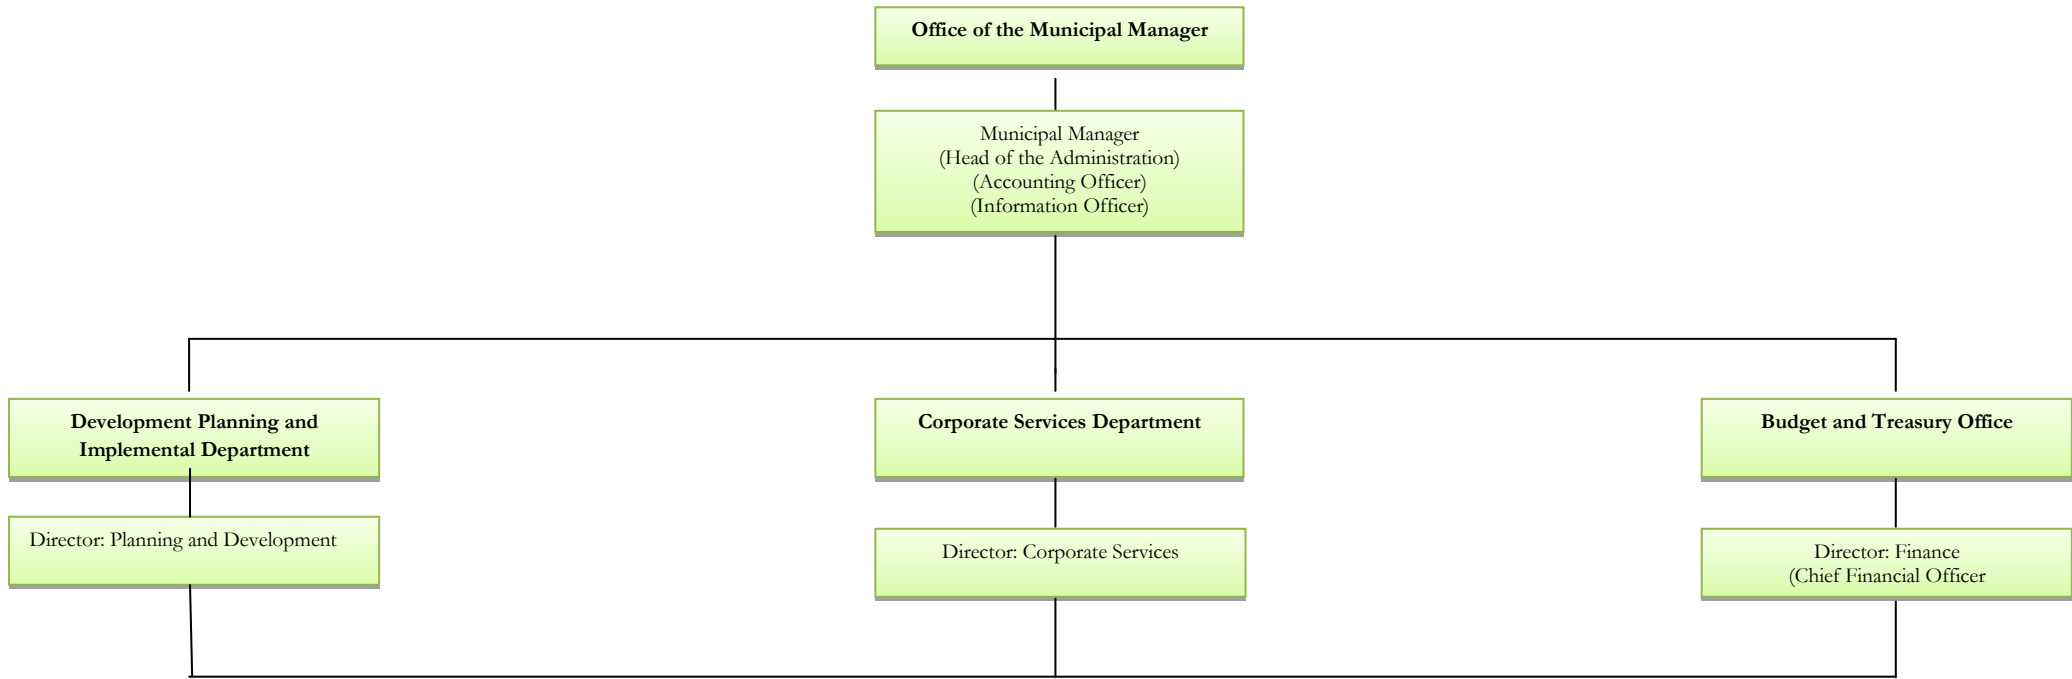 Office of the Municipal Manager
Municipal Manager
(Head of the Administration)
(Accounting Officer)
(Information Officer)
Development Planning and
Implemental Department
Corporate Services Department
Budget and Treasury Office
Director: Planning and Development
Director: Corporate Services
Director: Finance
(Chief Financial Officer